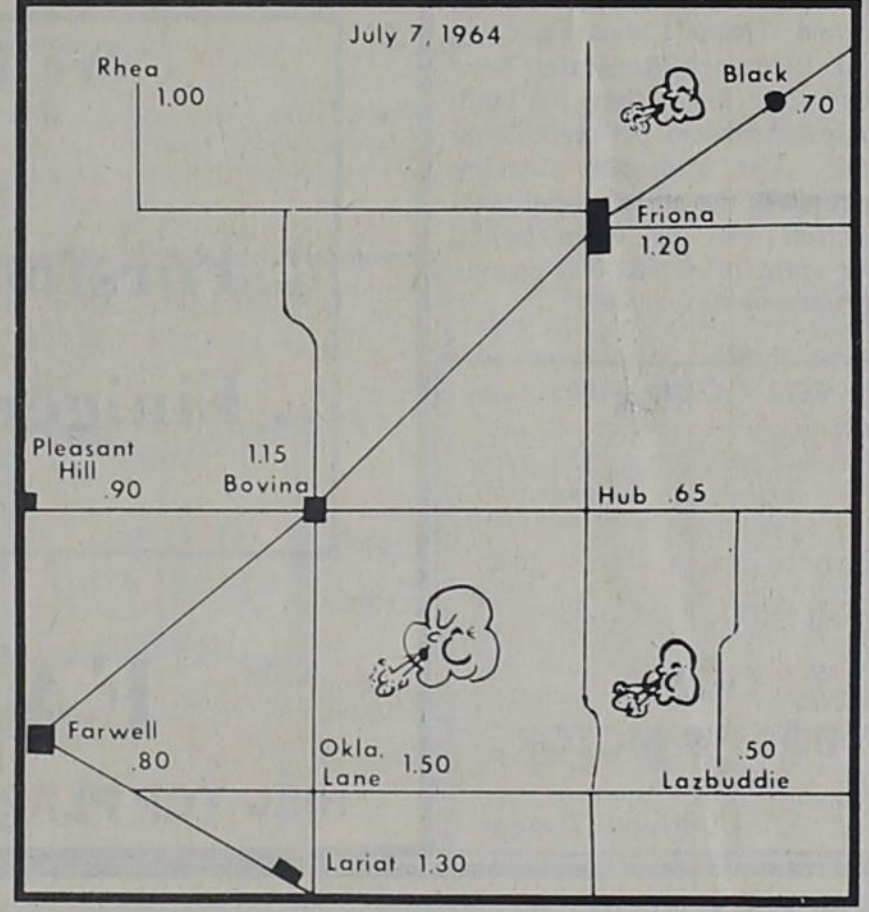 July 7, 1964
Rhea
1.00
Black
.70
Friona
1.20
Pleasant
Hill
.90
1.15
Bovina
Hub .65
Farwell
.80
Okla.
Lane 1.50
.50
Lazbuddie
Lariat 1.30